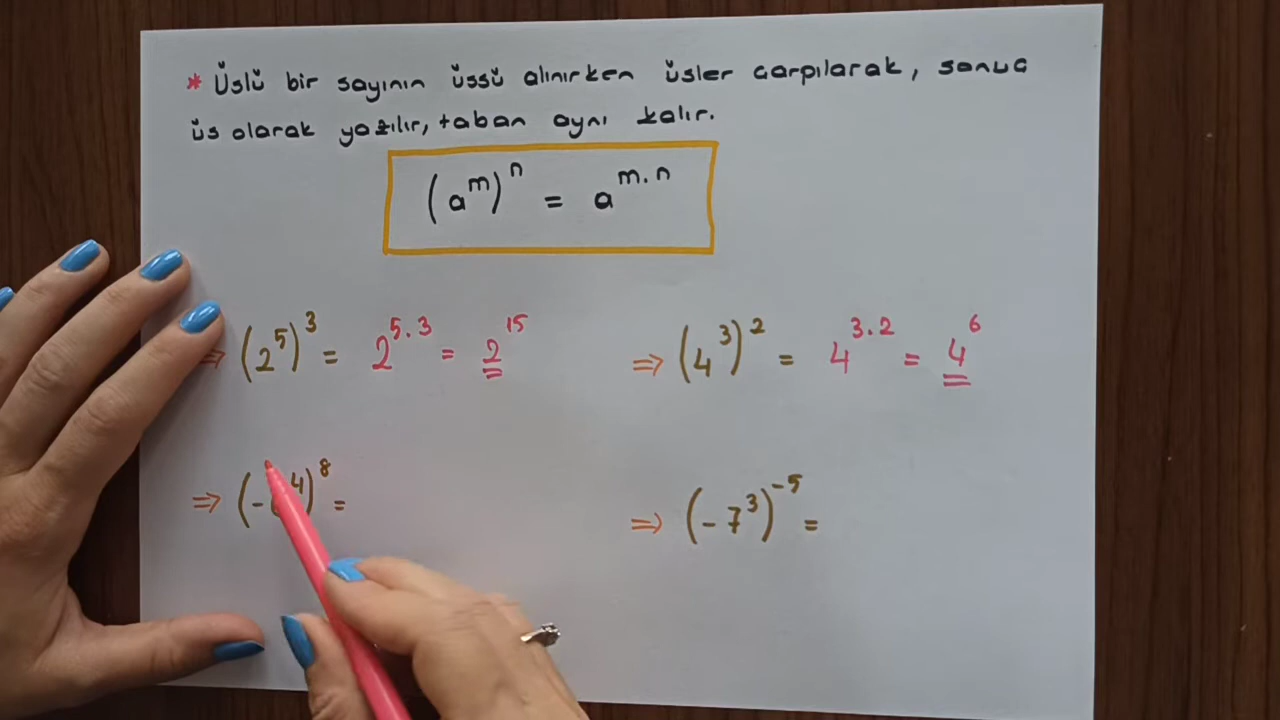 * Üslü bir sayının üssü alınırken üsler çarpılarak, sonuç
üs olarak yazılır, taban aynı kalır.
(a^m)^n = a^m.n
⇒ (2^5)^3 = 2^5.3 = 2^15
⇒ (4^3)^2 = 4^3.2 = 4^6
⇒ (- ^4)^8 =
⇒ (-7^3)^-5 =